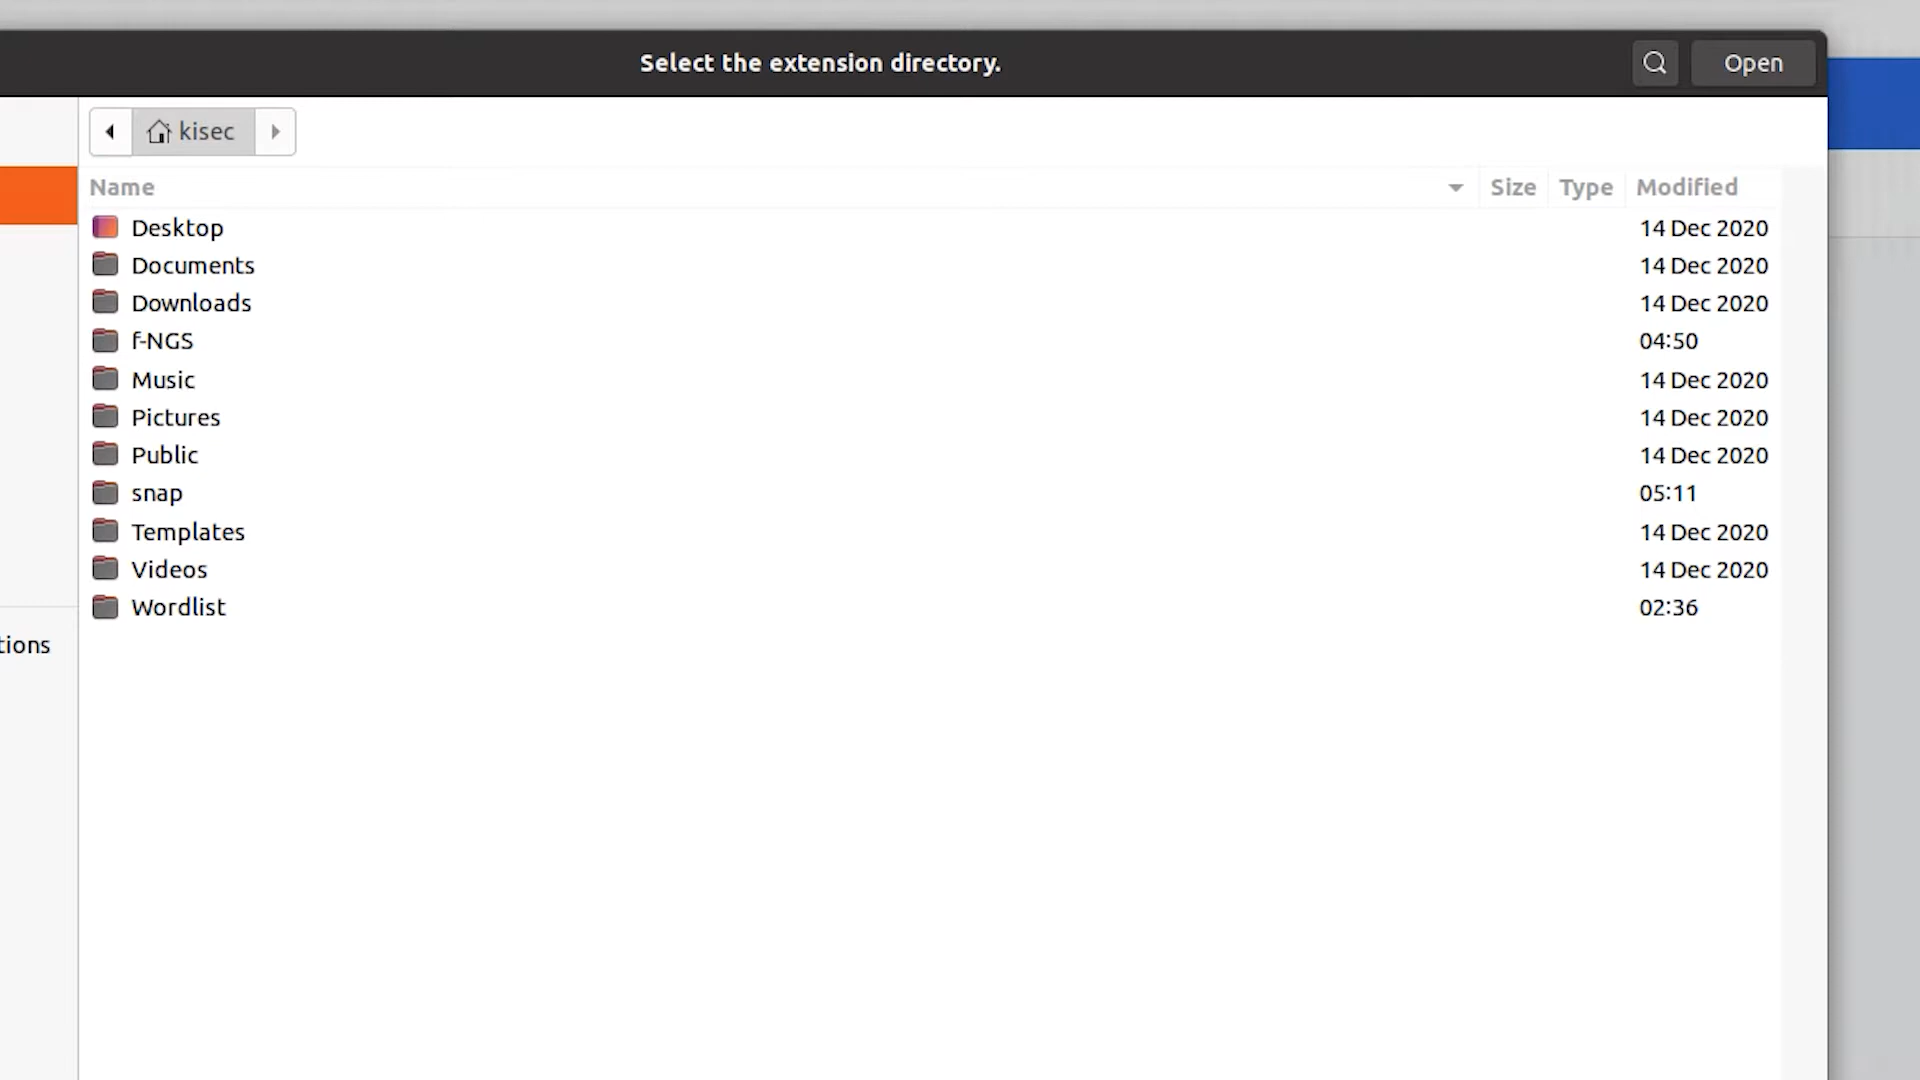 Select the extension directory.
Open
kisec
Name Size Type Modified
Desktop 14 Dec 2020
Documents 14 Dec 2020
Downloads 14 Dec 2020
f-NGS 04:50
Music 14 Dec 2020
Pictures 14 Dec 2020
Public 14 Dec 2020
snap 05:11
Templates 14 Dec 2020
Videos 14 Dec 2020
Wordlist 02:36
tions